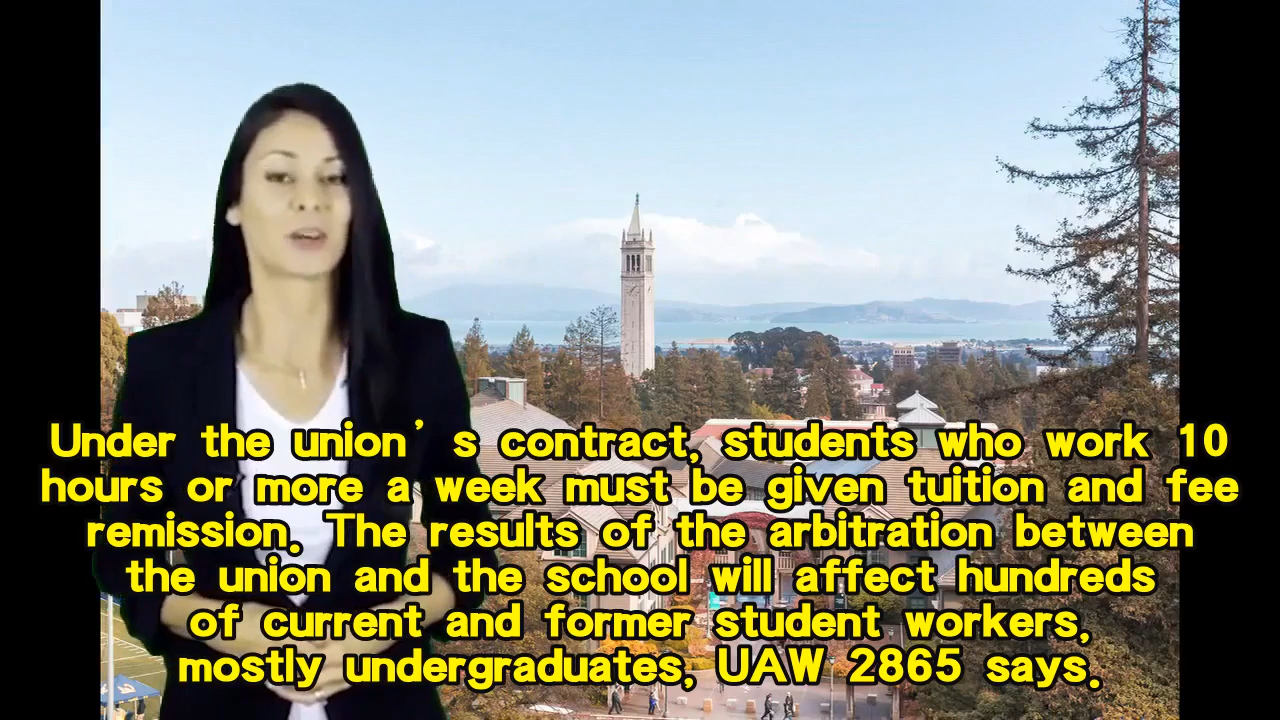 Under the union’s contract, students who work 10
hours or more a week must be given tuition and fee
remission. The results of the arbitration between
the union and the school will affect hundreds
of current and former student workers,
mostly undergraduates, UAW 2865 says.